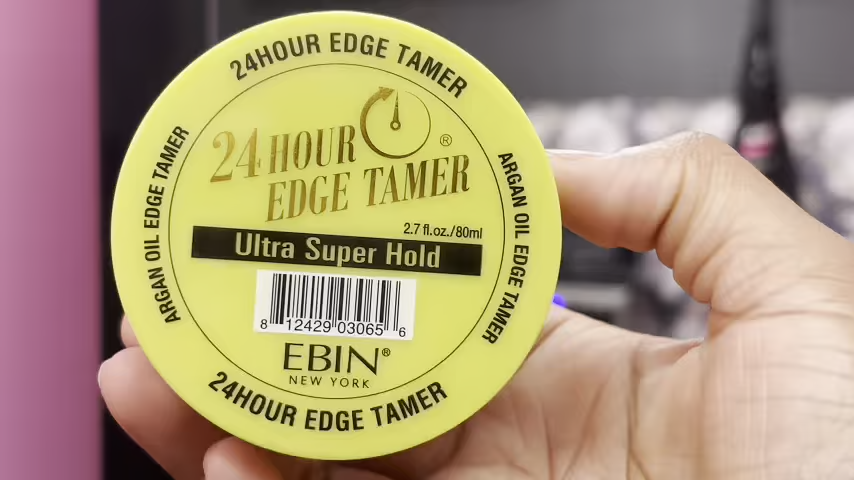 24HOUR EDGE TAMER
ARGAN OIL EDGE TAMER
24 HOUR ®
EDGE TAMER
2.7 fl.oz./80ml
Ultra Super Hold
8 12429 03065 6
EBIN®
NEW YORK
ARGAN OIL EDGE TAMER
24HOUR EDGE TAMER